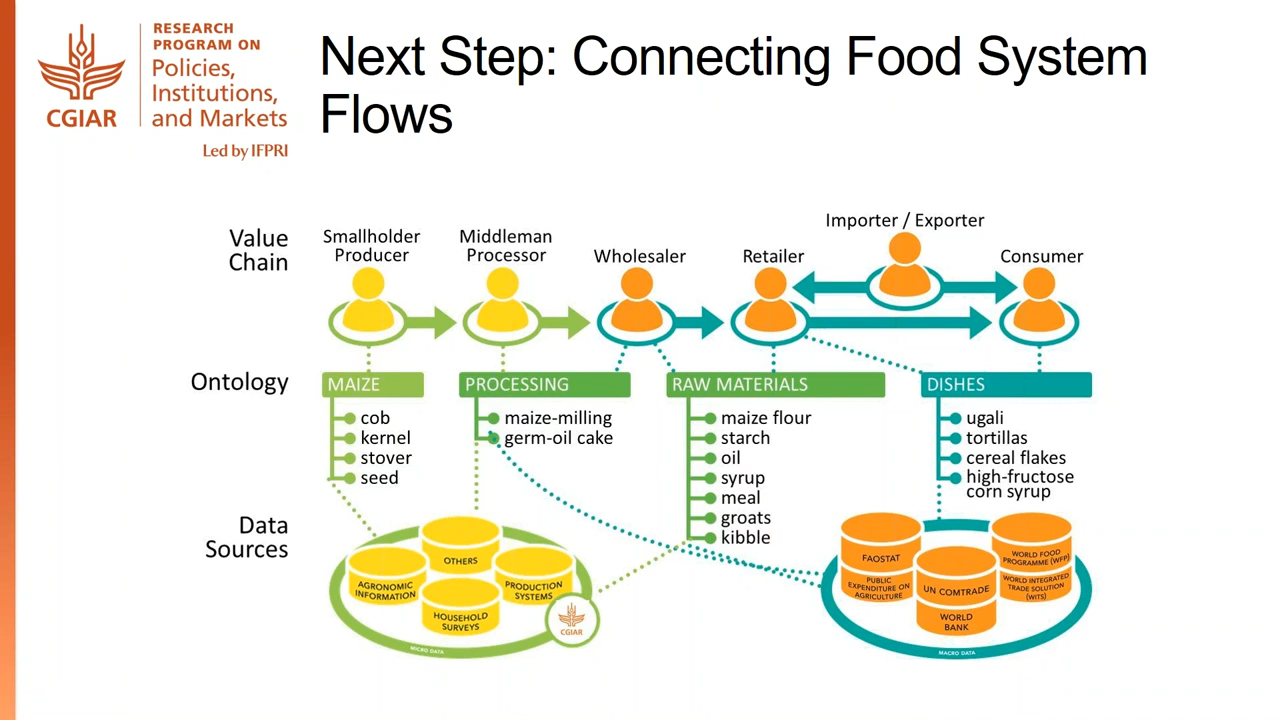 RESEARCH
PROGRAM ON
Policies,
Institutions,
and Markets
CGIAR
Led by IFPRI
Next Step: Connecting Food System
Flows
Value
Chain
Smallholder
Producer
Middleman
Processor
Wholesaler
Retailer
Importer / Exporter
Consumer
Ontology
MAIZE
cob
kernel
stover
seed
PROCESSING
maize-milling
germ-oil cake
RAW MATERIALS
maize flour
starch
oil
syrup
meal
groats
kibble
DISHES
ugali
tortillas
cereal flakes
high-fructose
corn syrup
Data
Sources
OTHERS
AGRONOMIC
INFORMATION
PRODUCTION
SYSTEMS
HOUSEHOLD
SURVEYS
CGIAR
MICRO DATA
FAOSTAT
PUBLIC
EXPENDITURE ON
AGRICULTURE
UN COMTRADE
WORLD
BANK
WORLD FOOD
PROGRAMME (WFP)
WORLD INTEGRATED
TRADE SOLUTION
(WITS)
MACRO DATA